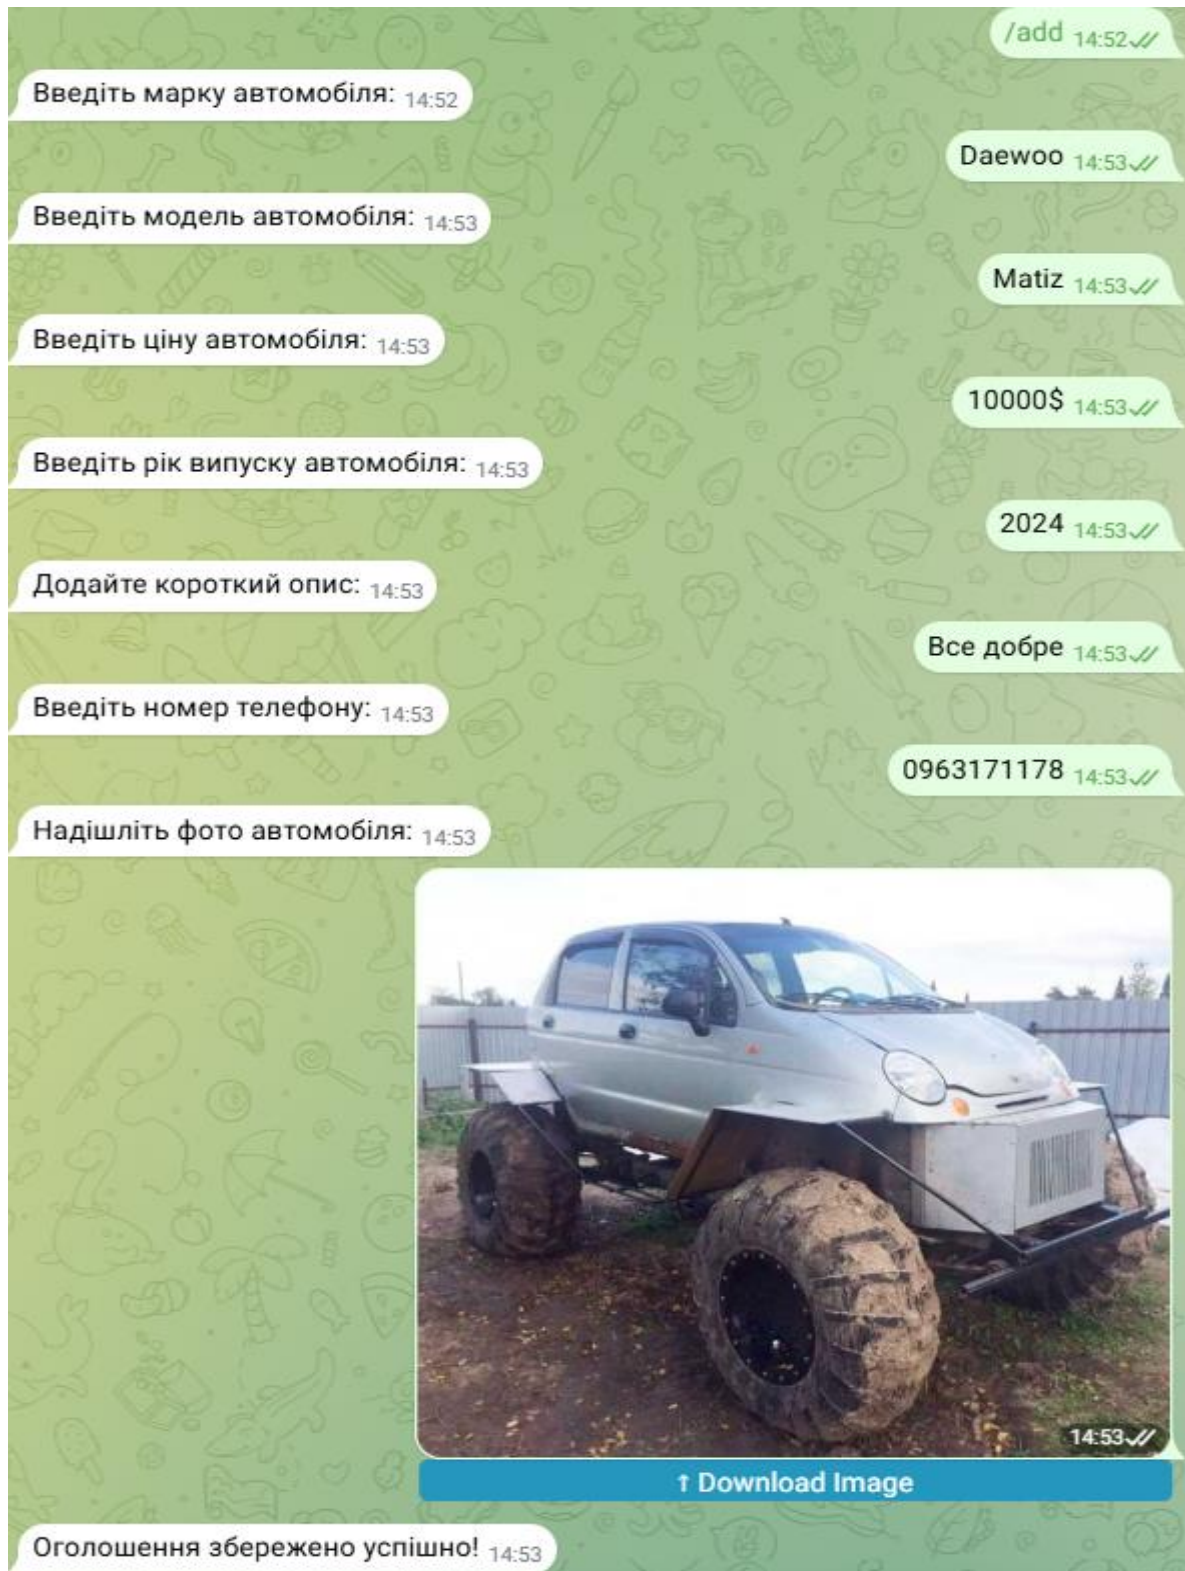 /add 14:52
Введіть марку автомобіля: 14:52
Daewoo 14:53
Введіть модель автомобіля: 14:53
Matiz 14:53
Введіть ціну автомобіля: 14:53
10000$ 14:53
Введіть рік випуску автомобіля: 14:53
2024 14:53
Додайте короткий опис: 14:53
Все добре 14:53
Введіть номер телефону: 14:53
0963171178 14:53
Надішліть фото автомобіля: 14:53
14:53
↑ Download Image
Оголошення збережено успішно! 14:53